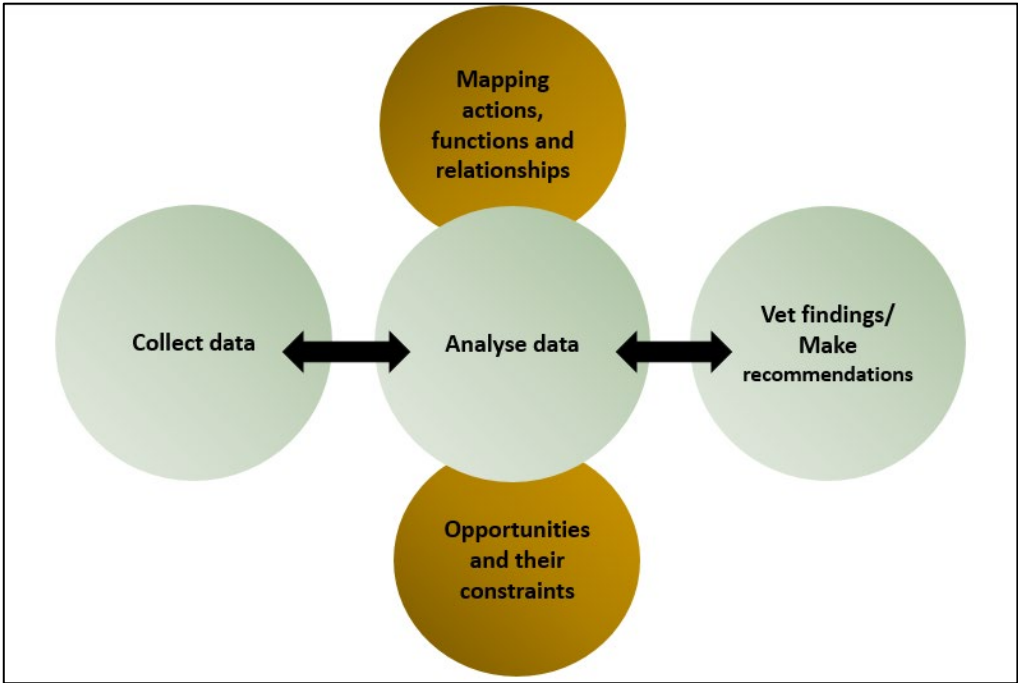 Mapping
actions,
functions and
relationships
Collect data
Analyse data
Vet findings/
Make
recommendations
Opportunities
and their
constraints